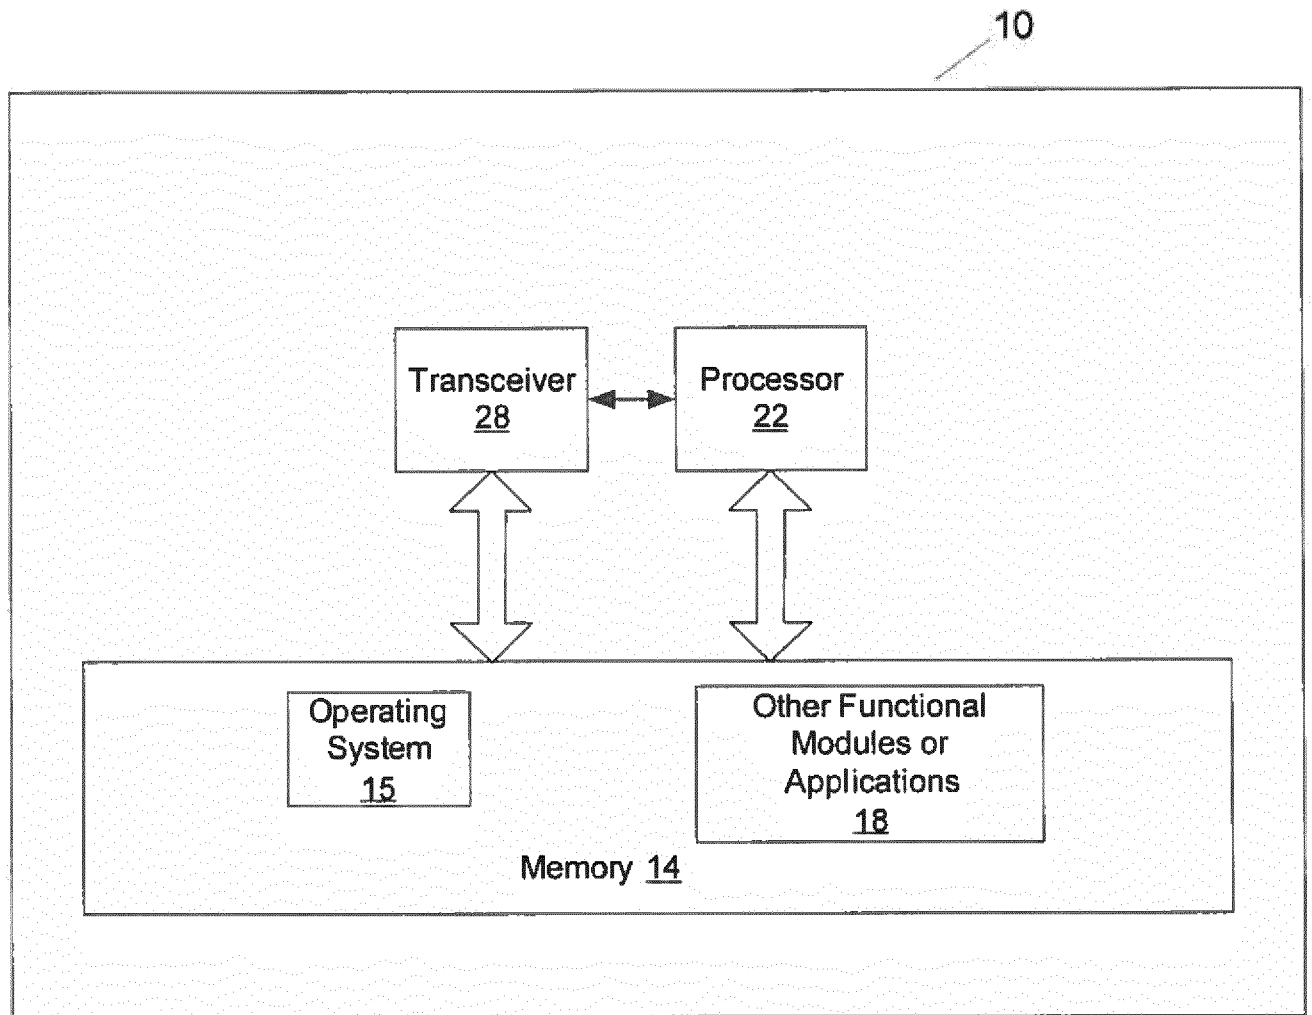 10
Transceiver
28
Processor
22
Operating
System
15
Other Functional
Modules or
Applications
18
Memory 14